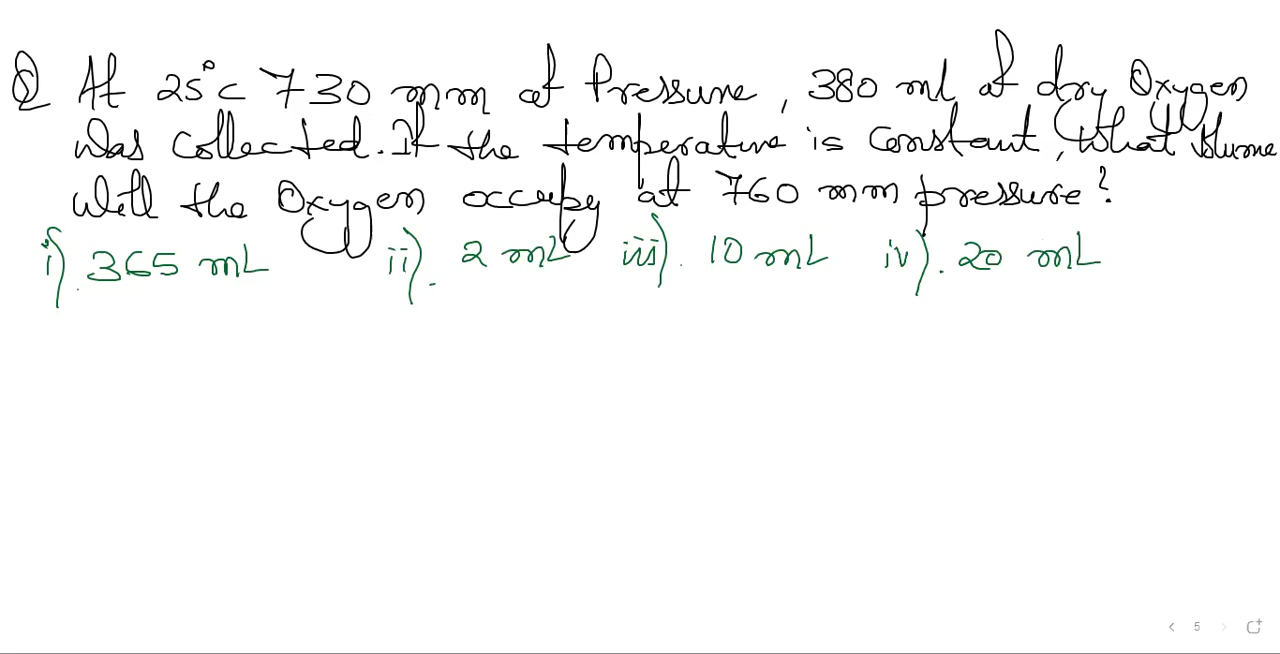 Q At 25°c 730 mm of Pressure, 380 ml of dry Oxygen
was collected. If the temperature is constant, what volume
will the Oxygen occupy at 760 mm pressure?
i). 365 mL ii). 2 mL iii). 10 mL iv). 20 mL
5